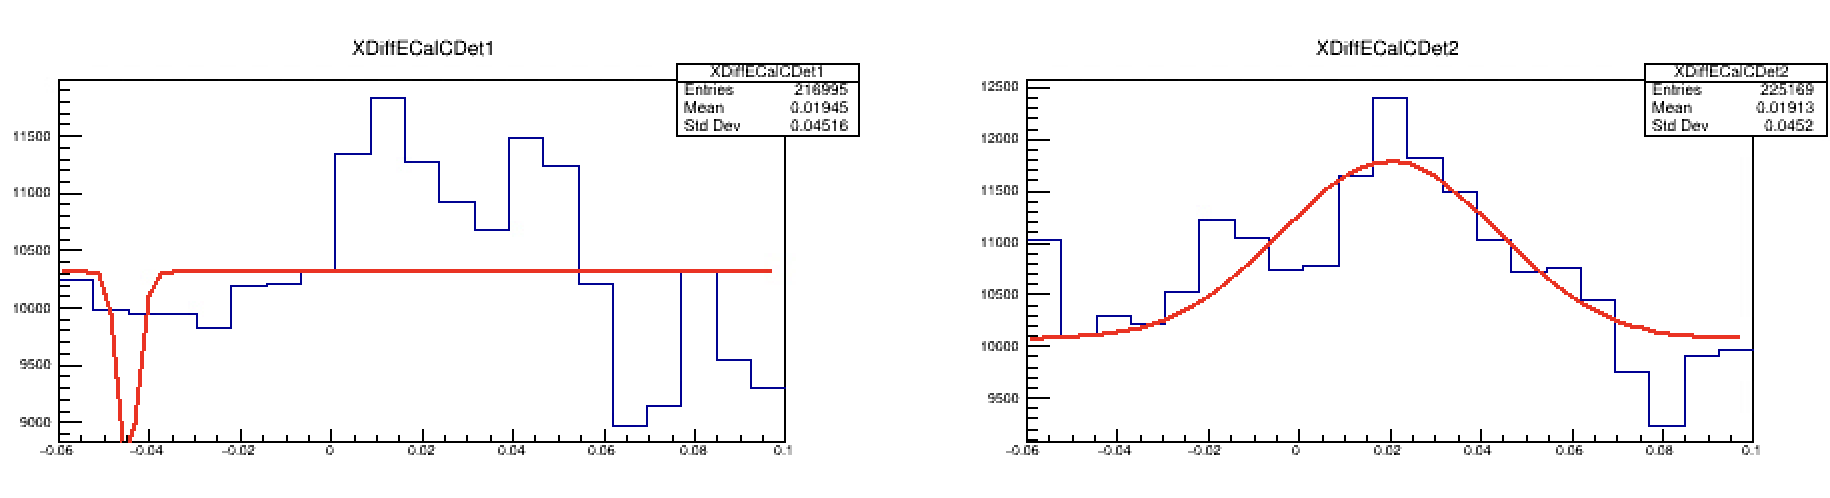 XDiffECalCDet1
XDiffECalCDet1
Entries 216995
Mean 0.01945
Std Dev 0.04516
11500
11000
10500
10000
9500
9000
−0.06 −0.04 −0.02 0 0.02 0.04 0.06 0.08 0.1
XDiffECalCDet2
XDiffECalCDet2
Entries 225169
Mean 0.01913
Std Dev 0.0452
12500
12000
11500
11000
10500
10000
9500
−0.06 −0.04 −0.02 0 0.02 0.04 0.06 0.08 0.1